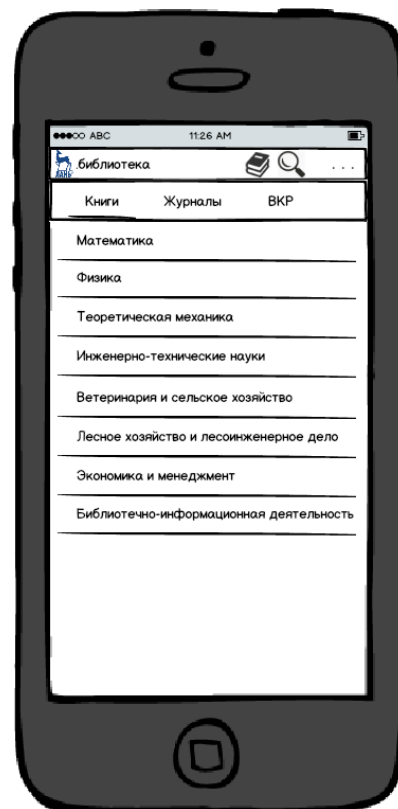 ABC 11:26 AM
ЛАНЬ библиотека ...
Книги Журналы ВКР
Математика
Физика
Теоретическая механика
Инженерно-технические науки
Ветеринария и сельское хозяйство
Лесное хозяйство и лесоинженерное дело
Экономика и менеджмент
Библиотечно-информационная деятельность